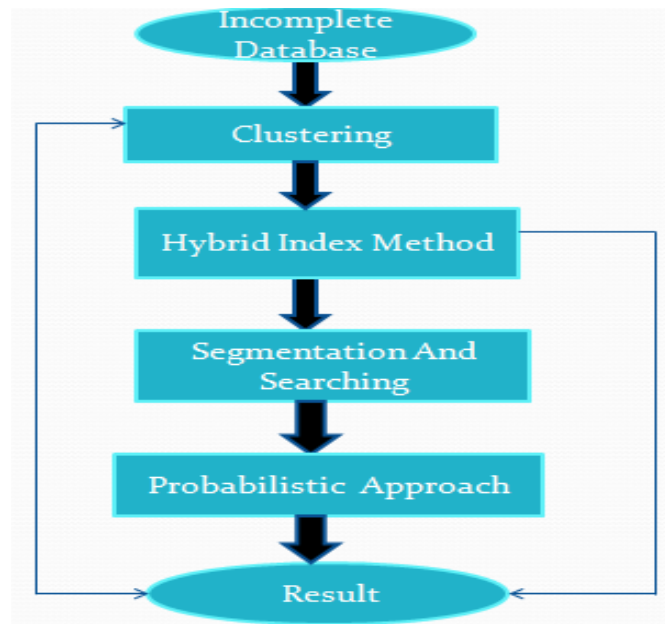 Incomplete
Database
Clustering
Hybrid Index Method
Segmentation And
Searching
Probabilistic Approach
Result